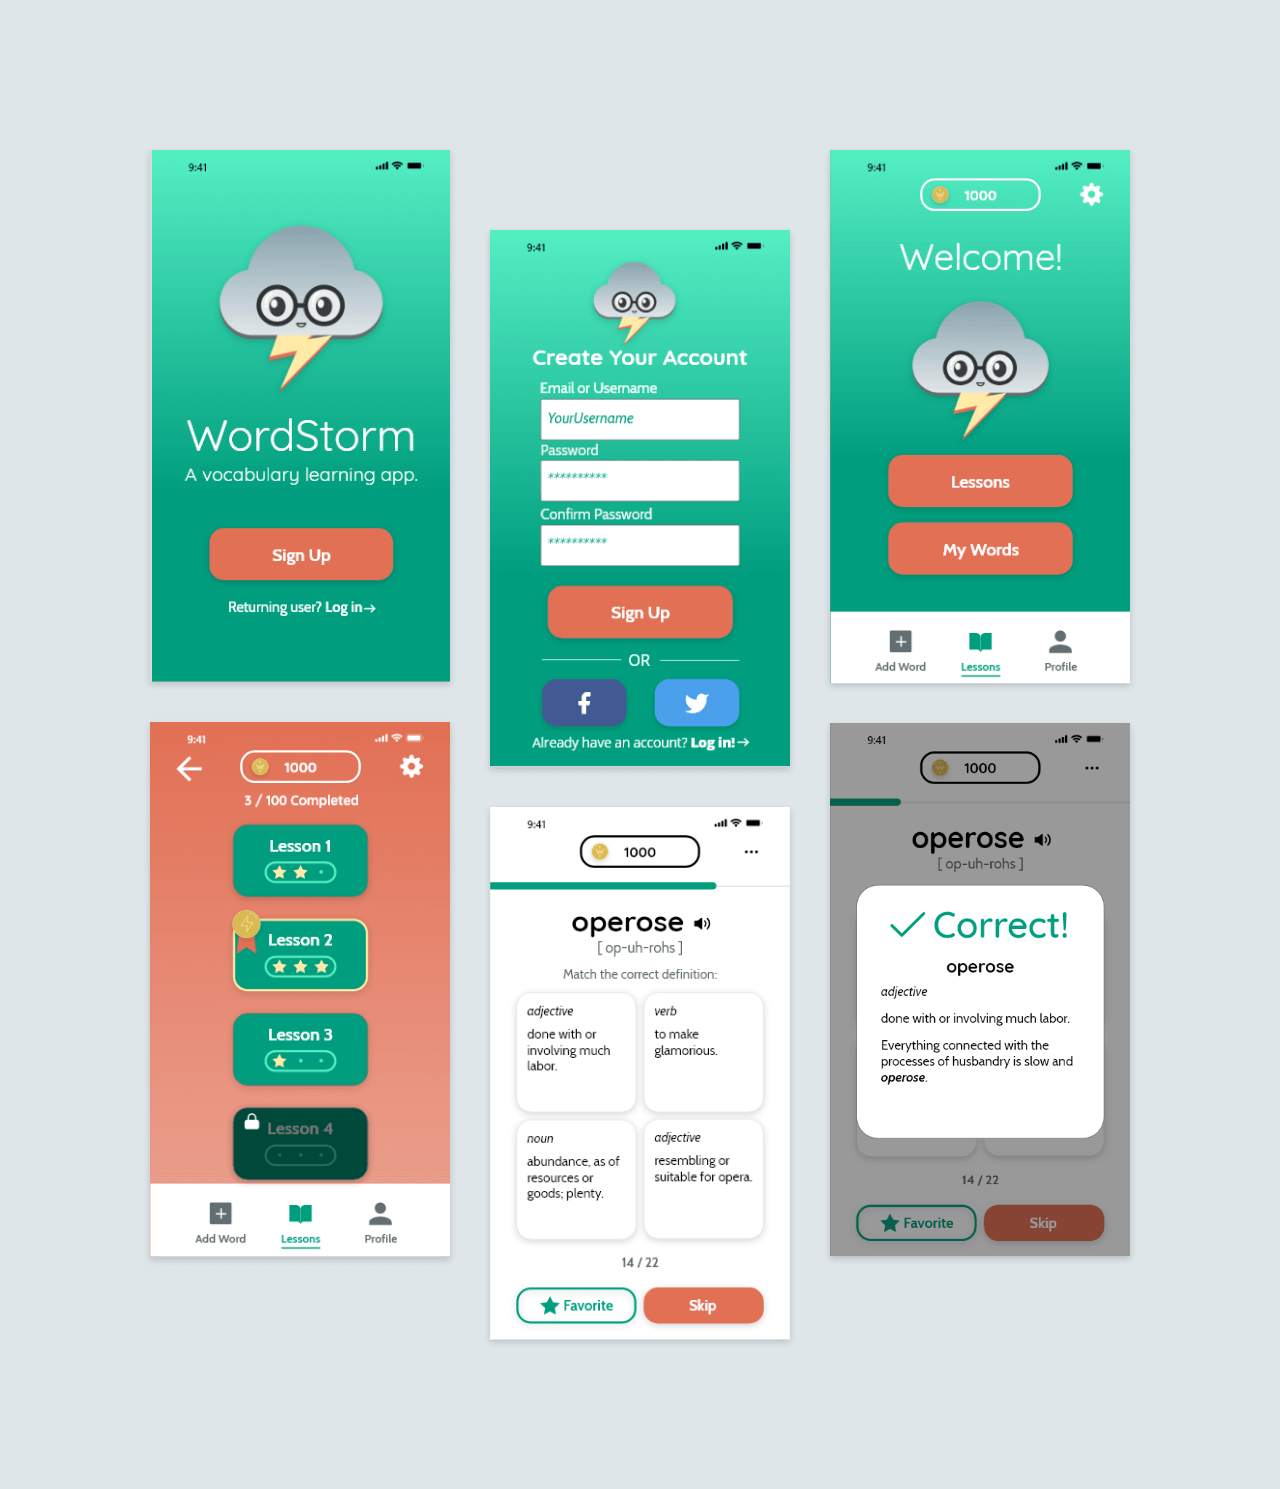 9:41
WordStorm
A vocabulary learning app.
Sign Up
Returning user? Log in→
9:41
Create Your Account
Email or Username
YourUsername
Password
**********
Confirm Password
**********
Sign Up
OR
Already have an account? Log in!→
9:41
1000
Welcome!
Lessons
My Words
Add Word
Lessons
Profile
9:41
1000
3 / 100 Completed
Lesson 1
Lesson 2
Lesson 3
Lesson 4
Add Word
Lessons
Profile
9:41
1000
operose
[ op-uh-rohs ]
Match the correct definition:
adjective
done with or
involving much
labor.
verb
to make
glamorious.
noun
abundance, as of
resources or
goods; plenty.
adjective
resembling or
suitable for opera.
14 / 22
Favorite
Skip
9:41
1000
operose
[ op-uh-rohs ]
Correct!
operose
adjective
done with or involving much labor.
Everything connected with the
processes of husbandry is slow and
operose.
14 / 22
Favorite
Skip